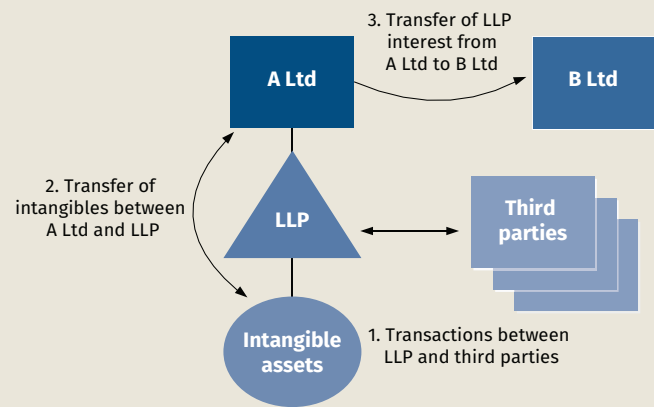 3. Transfer of LLP
interest from
A Ltd to B Ltd
A Ltd
B Ltd
2. Transfer of
intangibles between
A Ltd and LLP
LLP
Third
parties
Intangible
assets
1. Transactions between
LLP and third parties